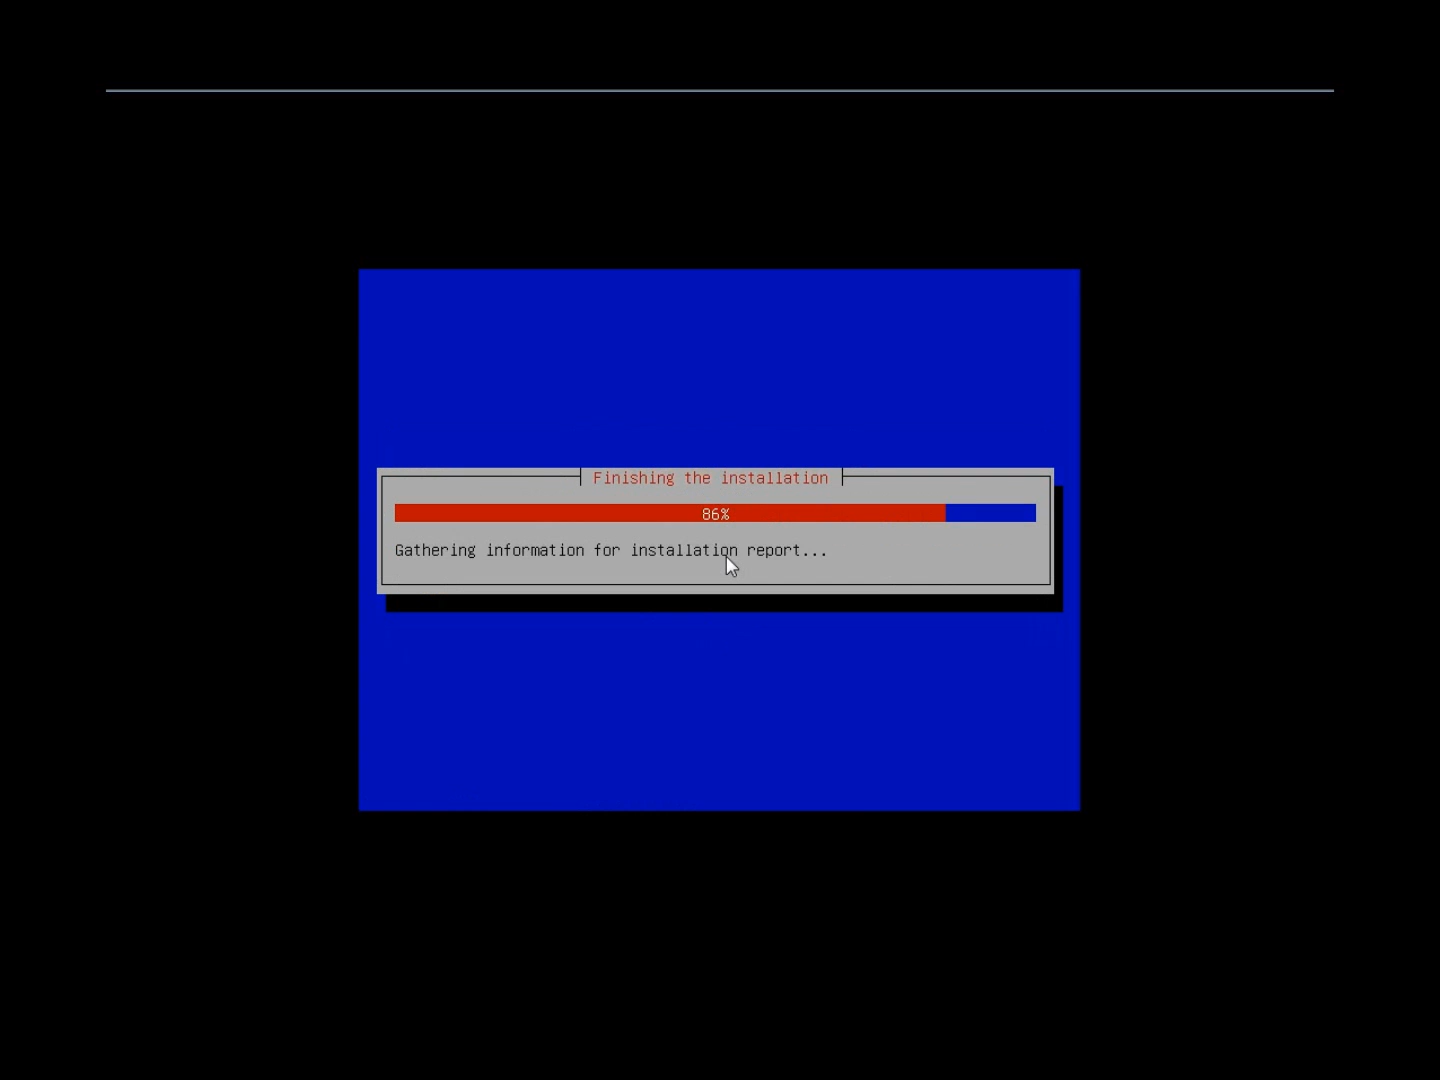 Finishing the installation
86%
Gathering information for installation report...